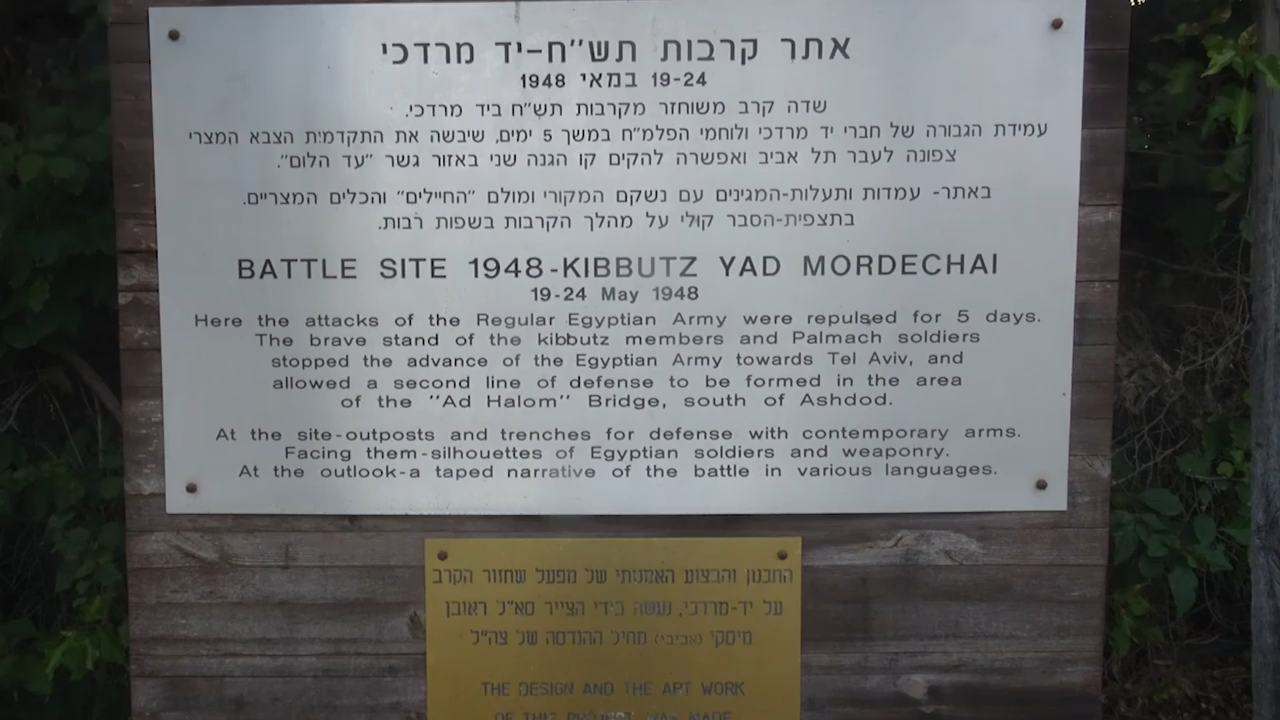 אתר קרבות תש"ח-יד מרדכי
19-24 במאי 1948
שדה קרב משוחזר מקרבות תש"ח ביד מרדכי.
עמידת הגבורה של חברי יד מרדכי ולוחמי הפלמ"ח במשך 5 ימים, שיבשה את התקדמית הצבא המצרי
צפונה לעבר תל אביב ואפשרה להקים קו הגנה שני באזור גשר "עד הלום".
באתר- עמדות ותעלות-המגינים עם נשקם המקורי ומולם "החיילים" והכלים המצריים.
בתצפית-הסבר קולי על מהלך הקרבות בשפות רבות.
BATTLE SITE 1948-KIBBUTZ YAD MORDECHAI
19-24 May 1948
Here the attacks of the Regular Egyptian Army were repulsed for 5 days.
The brave stand of the kibbutz members and Palmach soldiers
stopped the advance of the Egyptian Army towards Tel Aviv, and
allowed a second line of defense to be formed in the area
of the "Ad Halom" Bridge, south of Ashdod.
At the site-outposts and trenches for defense with contemporary arms.
Facing them-silhouettes of Egyptian soldiers and weaponry.
At the outlook-a taped narrative of the battle in various languages.
התכנון והבצוע האמנותי של מפעל שחזור הקרב
על יד-מרדכי, נעשה בידי הצייר סא"ל ראובן
מיסקי (אביבי) מחיל ההנדסה של צה"ל
THE DESIGN AND THE ART WORK
OF THIS PROJECT WAS MADE